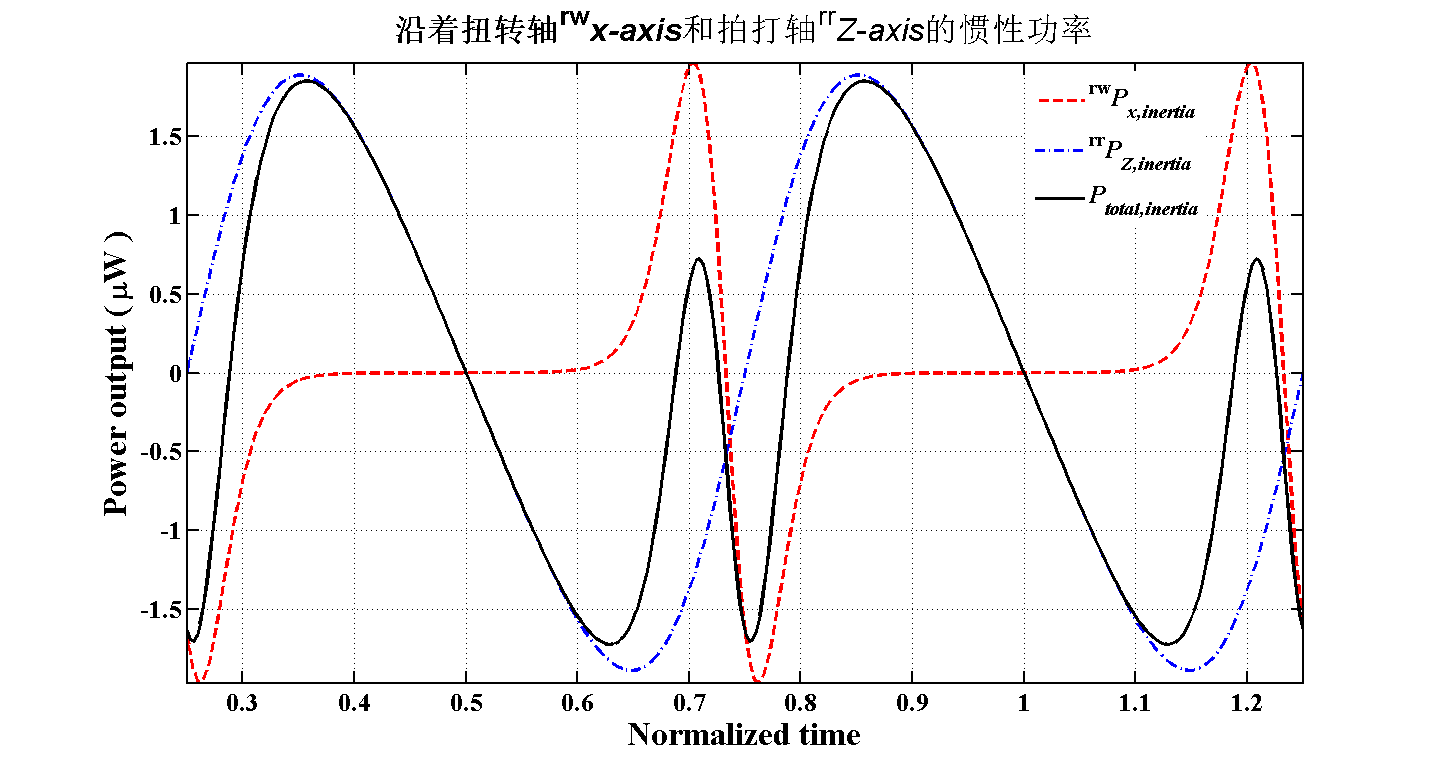 沿着扭转轴rwx-axis和拍打轴rrZ-axis的惯性功率
rwPx,inertia
rrPZ,inertia
Ptotal,inertia
Power output ( μW )
1.5
1
0.5
0
-0.5
-1
-1.5
0.3 0.4 0.5 0.6 0.7 0.8 0.9 1 1.1 1.2
Normalized time